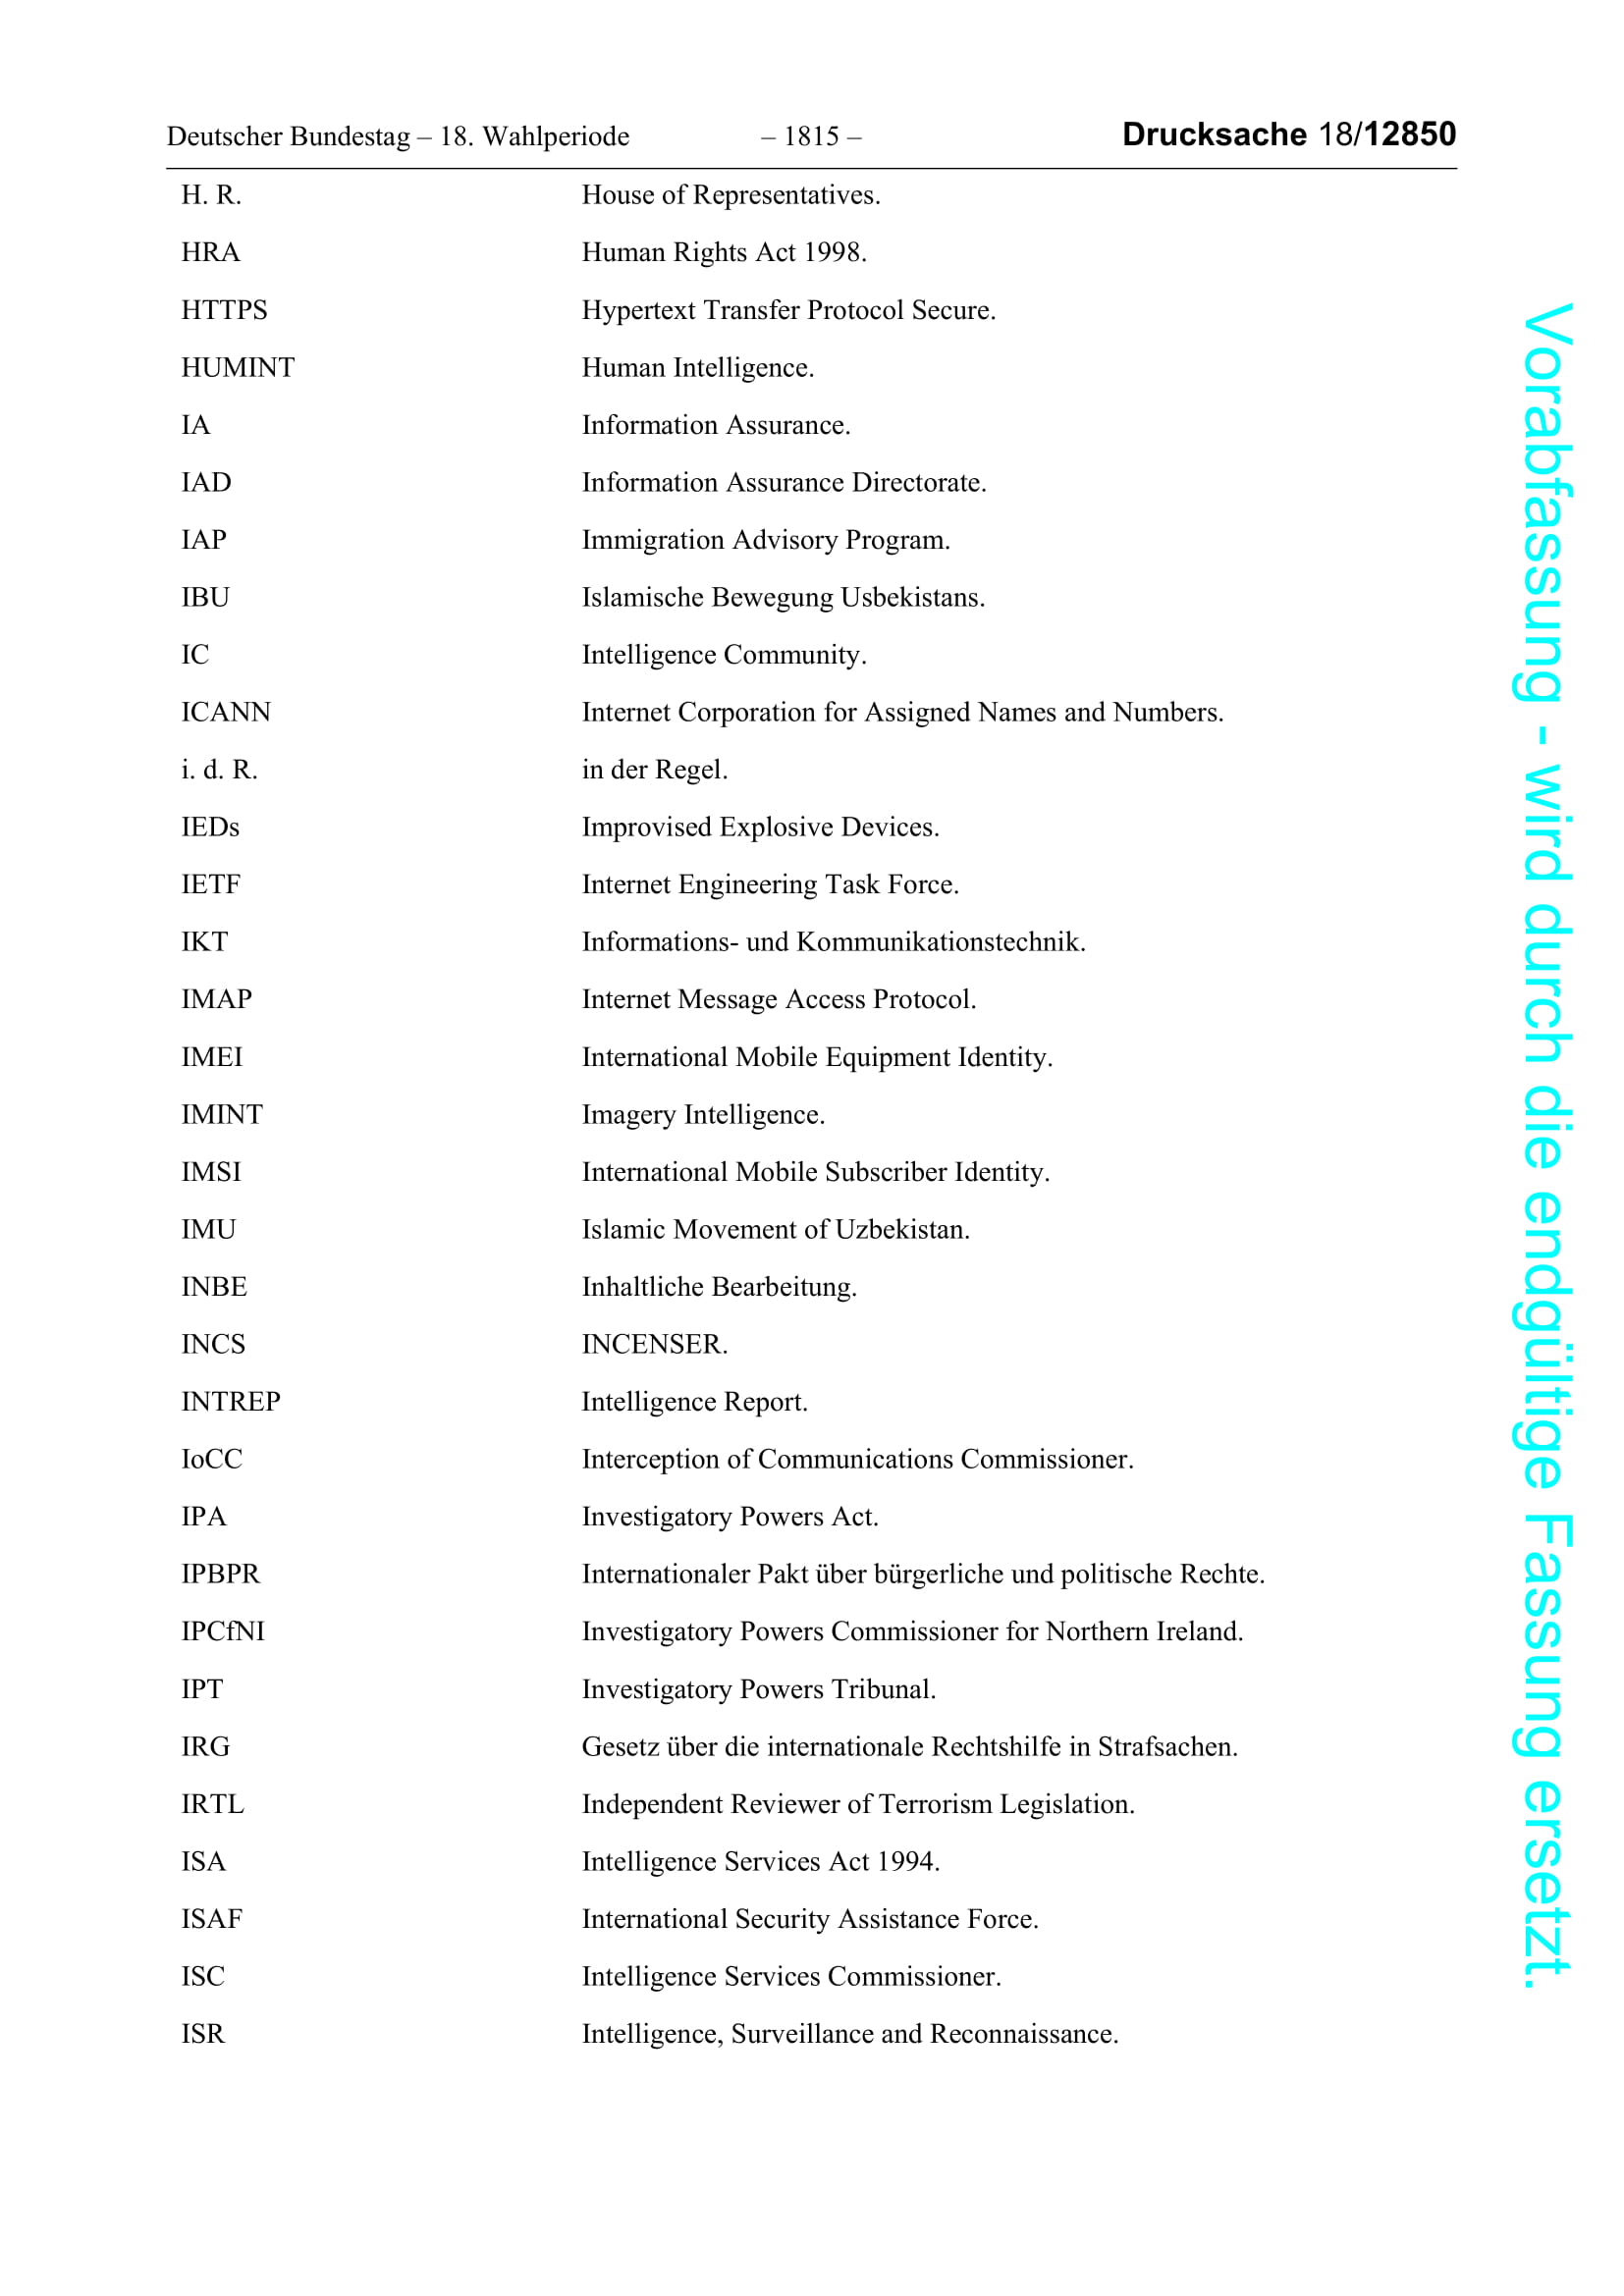 Deutscher Bundestag – 18. Wahlperiode – 1815 – Drucksache 18/12850
H. R. House of Representatives.
HRA Human Rights Act 1998.
HTTPS Hypertext Transfer Protocol Secure.
HUMINT Human Intelligence.
IA Information Assurance.
IAD Information Assurance Directorate.
IAP Immigration Advisory Program.
IBU Islamische Bewegung Usbekistans.
IC Intelligence Community.
ICANN Internet Corporation for Assigned Names and Numbers.
i. d. R. in der Regel.
IEDs Improvised Explosive Devices.
IETF Internet Engineering Task Force.
IKT Informations- und Kommunikationstechnik.
IMAP Internet Message Access Protocol.
IMEI International Mobile Equipment Identity.
IMINT Imagery Intelligence.
IMSI International Mobile Subscriber Identity.
IMU Islamic Movement of Uzbekistan.
INBE Inhaltliche Bearbeitung.
INCS INCENSER.
INTREP Intelligence Report.
IoCC Interception of Communications Commissioner.
IPA Investigatory Powers Act.
IPBPR Internationaler Pakt über bürgerliche und politische Rechte.
IPCfNI Investigatory Powers Commissioner for Northern Ireland.
IPT Investigatory Powers Tribunal.
IRG Gesetz über die internationale Rechtshilfe in Strafsachen.
IRTL Independent Reviewer of Terrorism Legislation.
ISA Intelligence Services Act 1994.
ISAF International Security Assistance Force.
ISC Intelligence Services Commissioner.
ISR Intelligence, Surveillance and Reconnaissance.
Vorabfassung - wird durch die endgültige Fassung ersetzt.